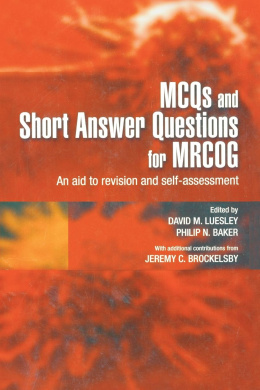 MCQs and
Short Answer Questions
for MRCOG
An aid to revision and self-assessment
Edited by
DAVID M. LUESLEY
PHILIP N. BAKER
With additional contributions from
JEREMY C. BROCKELSBY